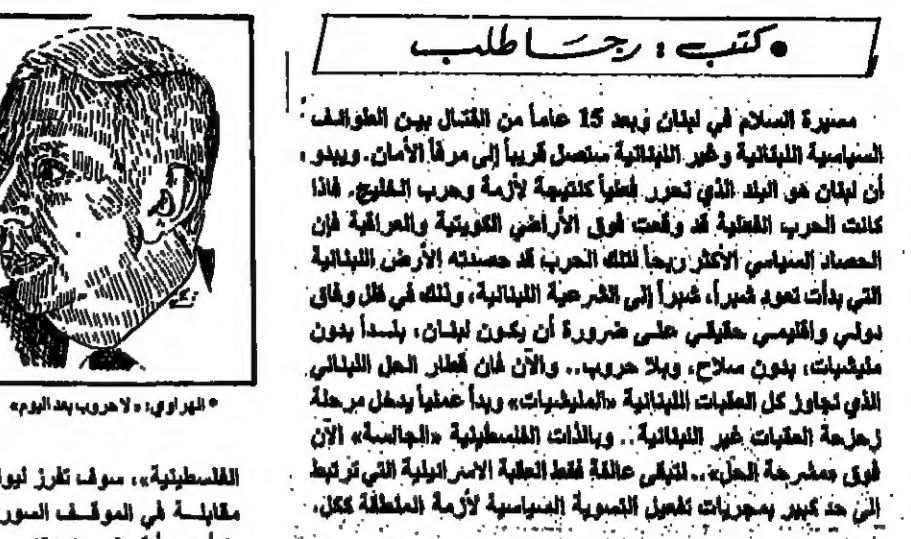 • كتب : رجا طلب
مسيرة السلام في لبنان وبعد 15 عاماً من القتال بين الطوائف
السياسية اللبنانية وغير اللبنانية ستصل قريباً إلى مرفأ الأمان. ويبدو
أن لبنان هو البلد الذي تحرر فعلياً كنتيجة لأزمة وحرب الخليج. فاذا
كانت الحرب الفعلية قد وقعت فوق الأراضي الكويتية والعراقية فإن
الحصاد السياسي الأكثر ربحاً لتلك الحرب قد حصدته الأرض اللبنانية
التي بدأت تعود شبراً، شبراً إلى الشرعية اللبنانية، وذلك في ظل وفاق
دولي واقليمي حقيقي على ضرورة أن يكون لبنان، بلداً بدون
مليشيات، بدون سلاح، وبلا حروب.. والآن فان قطار الحل اللبناني
الذي تجاوز كل العقبات اللبنانية «المليشيات» وبدأ عملياً يدخل مرحلة
زحزحة العقبات غير اللبنانية.. وبالذات الفلسطينية «الجالسة» الآن
فوق «مشرحة الحل».. لتبقى عالقة فقط العقبة الاسرائيلية التي ترتبط
إلى حد كبير بمجريات تفعيل التسوية السياسية لأزمة المنطقة ككل.
• الهراوي: «لا حروب بعد اليوم»
الفلسطينية»، سوف تفرز
مقابلة في الموقف